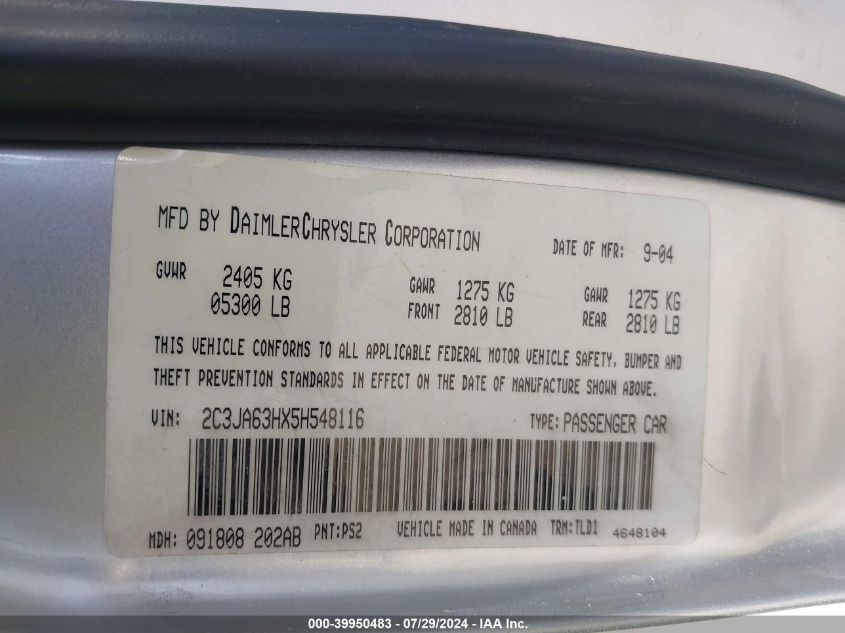 MFD BY DAIMLERCHRYSLER CORPORATION DATE OF MFR: 9-04
GVWR 2405 KG GAWR 1275 KG GAWR 1275 KG
05300 LB FRONT 2810 LB REAR 2810 LB
THIS VEHICLE CONFORMS TO ALL APPLICABLE FEDERAL MOTOR VEHICLE SAFETY, BUMPER AND
THEFT PREVENTION STANDARDS IN EFFECT ON THE DATE OF MANUFACTURE SHOWN ABOVE.
VIN: 2C3JA63HX5H548116 TYPE: PASSENGER CAR
MDH: 091808 202AB PNT:PS2 VEHICLE MADE IN CANADA TRM:TLD1 4648104
000-39950483 - 07/29/2024 - IAA Inc.